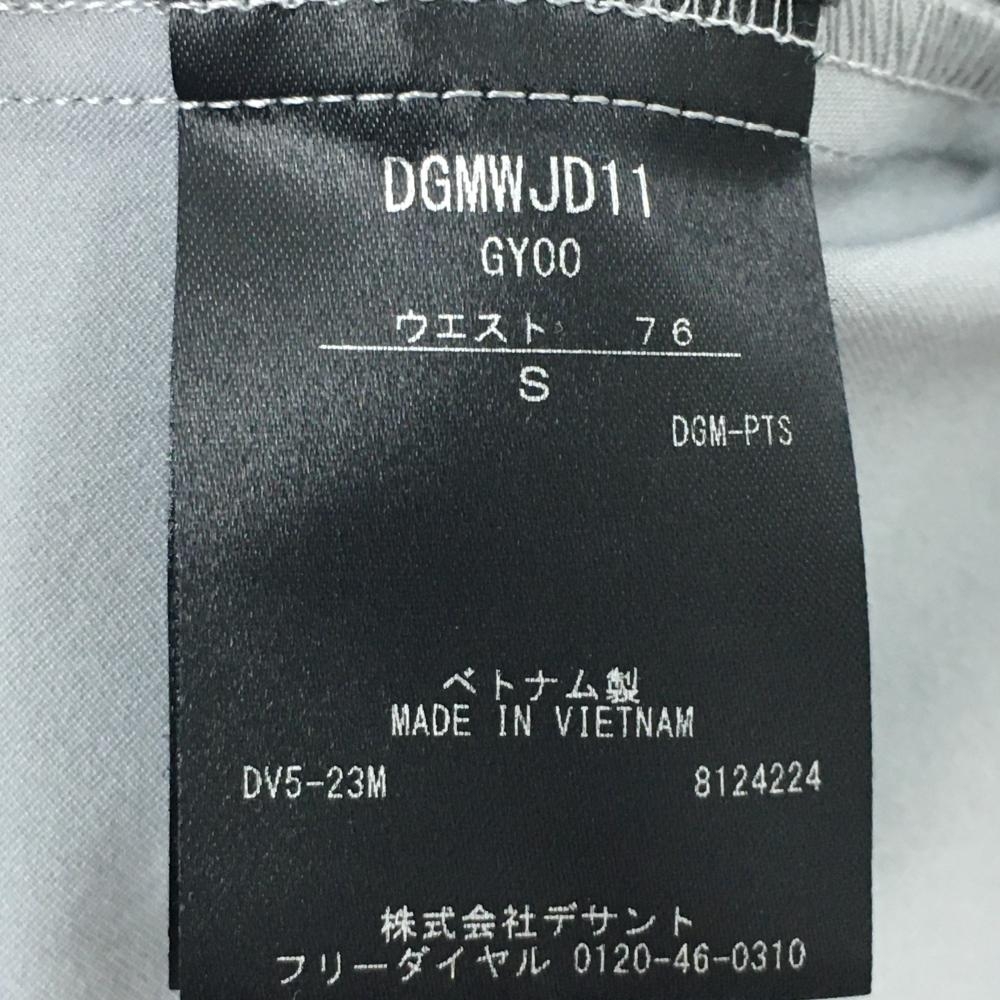 DGMWJD11
GY00
ウエスト 76
S
DGM-PTS
ベトナム製
MADE IN VIETNAM
DV5-23M 8124224
株式会社デサント
フリーダイヤル 0120-46-0310